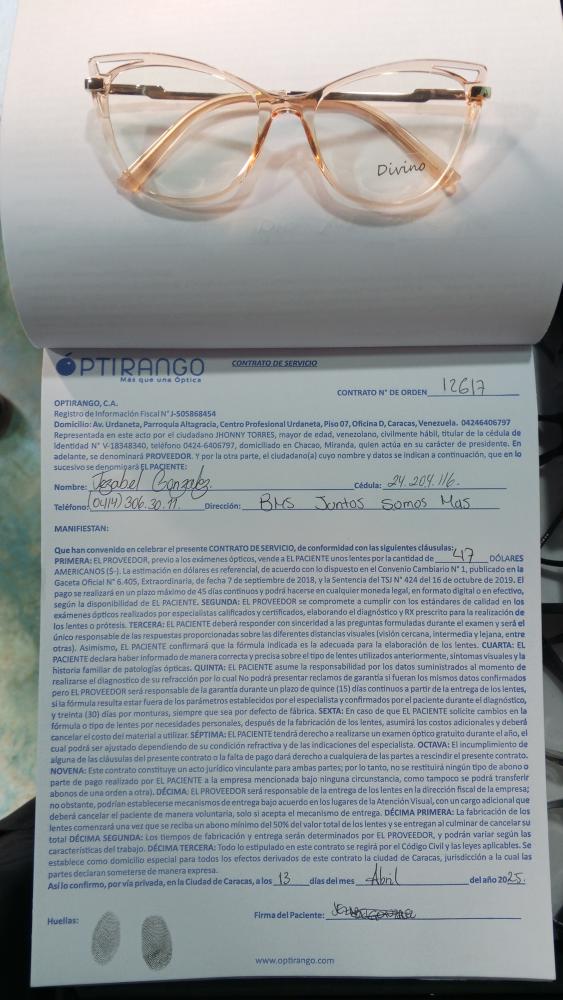 Divino
OPTIRANGO
Más que una Óptica
CONTRATO DE SERVICIO
CONTRATO N° DE ORDEN 12617
OPTIRANGO, C.A.
Registro de Información Fiscal N° J-505868454
Domicilio: Av. Urdaneta, Parroquia Altagracia, Centro Profesional Urdaneta, Piso 07, Oficina D, Caracas, Venezuela. 04246406797
Representada en este acto por el ciudadano JHONNY TORRES, mayor de edad, venezolano, civilmente hábil, titular de la cédula de
Identidad N° V-18348340, teléfono 0424-6406797, domiciliado en Chacao, Miranda, quien actúa en su carácter de presidente. En
adelante, se denominará PROVEEDOR. Y por la otra parte, el ciudadano(a) cuyo nombre y datos se indican a continuación, que en lo
sucesivo se denominará EL PACIENTE:
Nombre: Jezabel Gonzalez. Cédula: 24.204.116.
Teléfono: (0414) 306.30.11. Dirección: BMS Juntos Somos Mas
MANIFIESTAN:
Que han convenido en celebrar el presente CONTRATO DE SERVICIO, de conformidad con las siguientes cláusulas:
PRIMERA: EL PROVEEDOR, previo a los exámenes ópticos, vende a EL PACIENTE unos lentes por la cantidad de 47 DÓLARES
AMERICANOS ($-). La estimación en dólares es referencial, de acuerdo con lo dispuesto en el Convenio Cambiario N° 1, publicado en la
Gaceta Oficial N° 6.405, Extraordinaria, de fecha 7 de septiembre de 2018, y la Sentencia del TSJ N° 424 del 16 de octubre de 2019. El
pago se realizará en un plazo máximo de 45 días continuos y podrá hacerse en cualquier moneda legal, en formato digital o en efectivo,
según la disponibilidad de EL PACIENTE. SEGUNDA: EL PROVEEDOR se compromete a cumplir con los estándares de calidad en los
exámenes ópticos realizados por especialistas calificados y certificados, elaborando el diagnóstico y RX prescrito para la realización de
los lentes o prótesis. TERCERA: EL PACIENTE deberá responder con sinceridad a las preguntas formuladas durante el examen y será el
único responsable de las respuestas proporcionadas sobre las diferentes distancias visuales (visión cercana, intermedia y lejana, entre
otras). Asimismo, EL PACIENTE confirmará que la fórmula indicada es la adecuada para la elaboración de los lentes. CUARTA: EL
PACIENTE declara haber informado de manera correcta y precisa sobre el tipo de lentes utilizados anteriormente, síntomas visuales y la
historia familiar de patologías ópticas. QUINTA: EL PACIENTE asume la responsabilidad por los datos suministrados al momento de
realizarse el diagnostico de su refracción por lo cual No podrá presentar reclamos de garantía si fueran los mismos datos confirmados
pero EL PROVEEDOR será responsable de la garantía durante un plazo de quince (15) días continuos a partir de la entrega de los lentes,
si la fórmula resulta estar fuera de los parámetros establecidos por el especialista y confirmados por el paciente durante el diagnóstico,
y treinta (30) días por monturas, siempre que sea por defecto de fábrica. SEXTA: En caso de que EL PACIENTE solicite cambios en la
fórmula o tipo de lentes por necesidades personales, después de la fabricación de los lentes, asumirá los costos adicionales y deberá
cancelar el costo del material a utilizar. SÉPTIMA: EL PACIENTE tendrá derecho a realizarse un exámen óptico gratuito durante el año, el
cual podrá ser ajustado dependiendo de su condición refractiva y de las indicaciones del especialista. OCTAVA: El incumplimiento de
alguna de las cláusulas del presente contrato o la falta de pago dará derecho a cualquiera de las partes a rescindir el presente contrato.
NOVENA: Este contrato constituye un acto jurídico vinculante para ambas partes; por lo tanto, no se restituirá ningún tipo de abono o
parte de pago realizado por EL PACIENTE a la empresa mencionada bajo ninguna circunstancia, como tampoco se podrá transferir
abonos de una orden a otra). DÉCIMA: EL PROVEEDOR será responsable de la entrega de los lentes en la dirección fiscal de la empresa;
no obstante, podrían establecerse mecanismos de entrega bajo acuerdo en los lugares de la Atención Visual, con un cargo adicional que
deberá cancelar el paciente de manera voluntaria, solo si acepta el mecanismo de entrega. DÉCIMA PRIMERA: La fabricación de los
lentes comenzará una vez que se reciba un abono mínimo del 50% del valor total de los lentes y se entregan al culminar de cancelar su
total DÉCIMA SEGUNDA: Los tiempos de fabricación y entrega serán determinados por EL PROVEEDOR, y podrán variar según las
características del trabajo. DÉCIMA TERCERA: Todo lo estipulado en este contrato se regirá por el Código Civil y las leyes aplicables. Se
establece como domicilio especial para todos los efectos derivados de este contrato la ciudad de Caracas, jurisdicción a la cual las
partes declaran someterse de manera expresa.
Así lo confirmo, por vía privada, en la Ciudad de Caracas, a los 13 días del mes Abril del año 2025.
Huellas: Firma del Paciente:
www.optirango.com